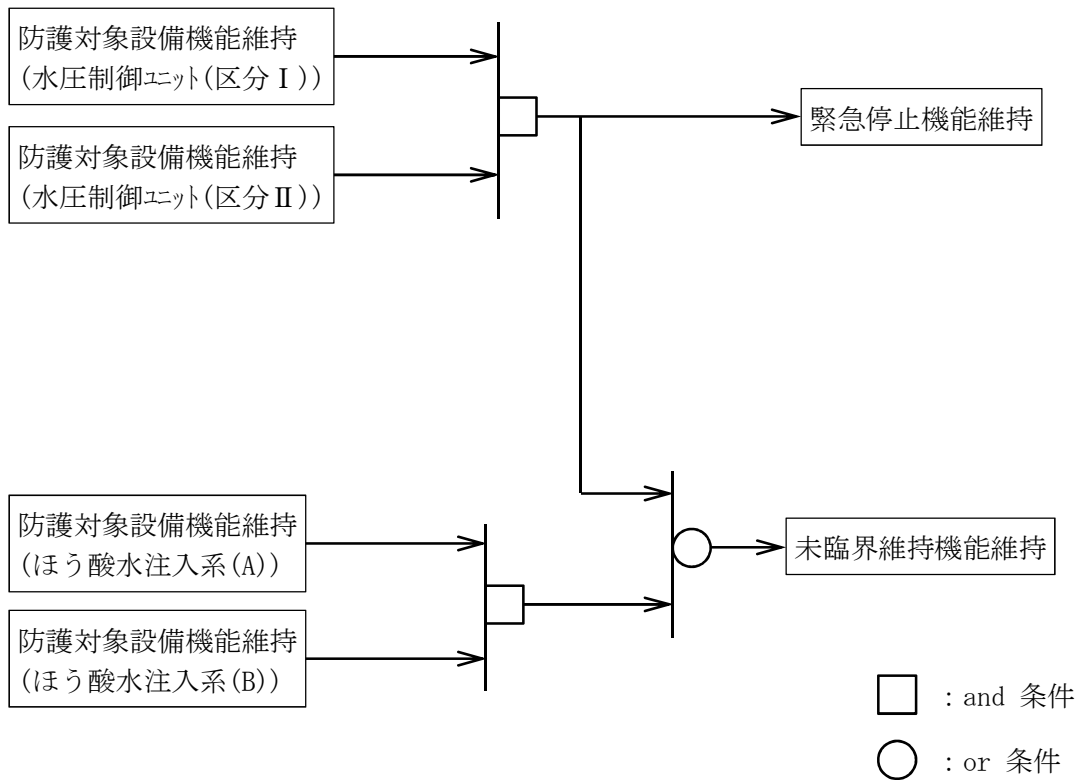 防護対象設備機能維持
(水圧制御ユニット(区分Ⅰ))
緊急停止機能維持
防護対象設備機能維持
(水圧制御ユニット(区分Ⅱ))
防護対象設備機能維持
(ほう酸水注入系(A))
未臨界維持機能維持
防護対象設備機能維持
(ほう酸水注入系(B))
：and 条件
：or 条件